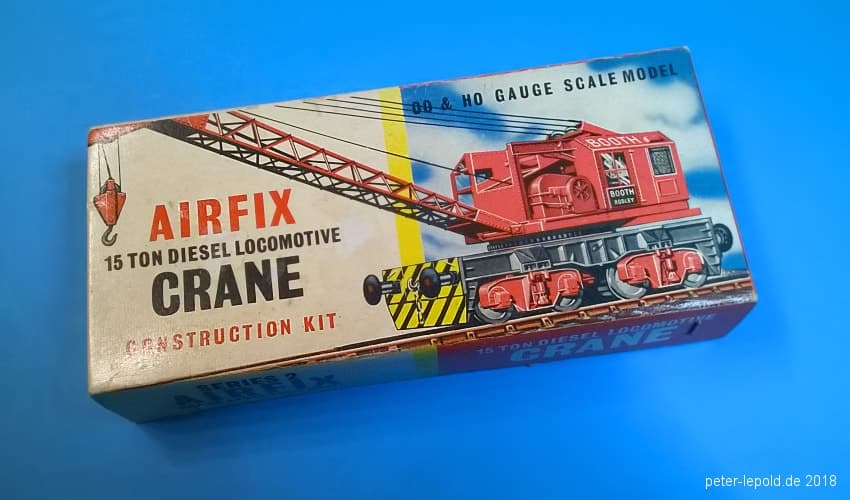 OO & HO GAUGE SCALE MODEL
BOOTH &
BOOTH
RODLEY
AIRFIX
15 TON DIESEL LOCOMOTIVE
CRANE
CONSTRUCTION KIT
SERIES 2
AIRFIX
15 TON DIESEL LOCOMOTIVE
CRANE
peter-lepold.de 2018